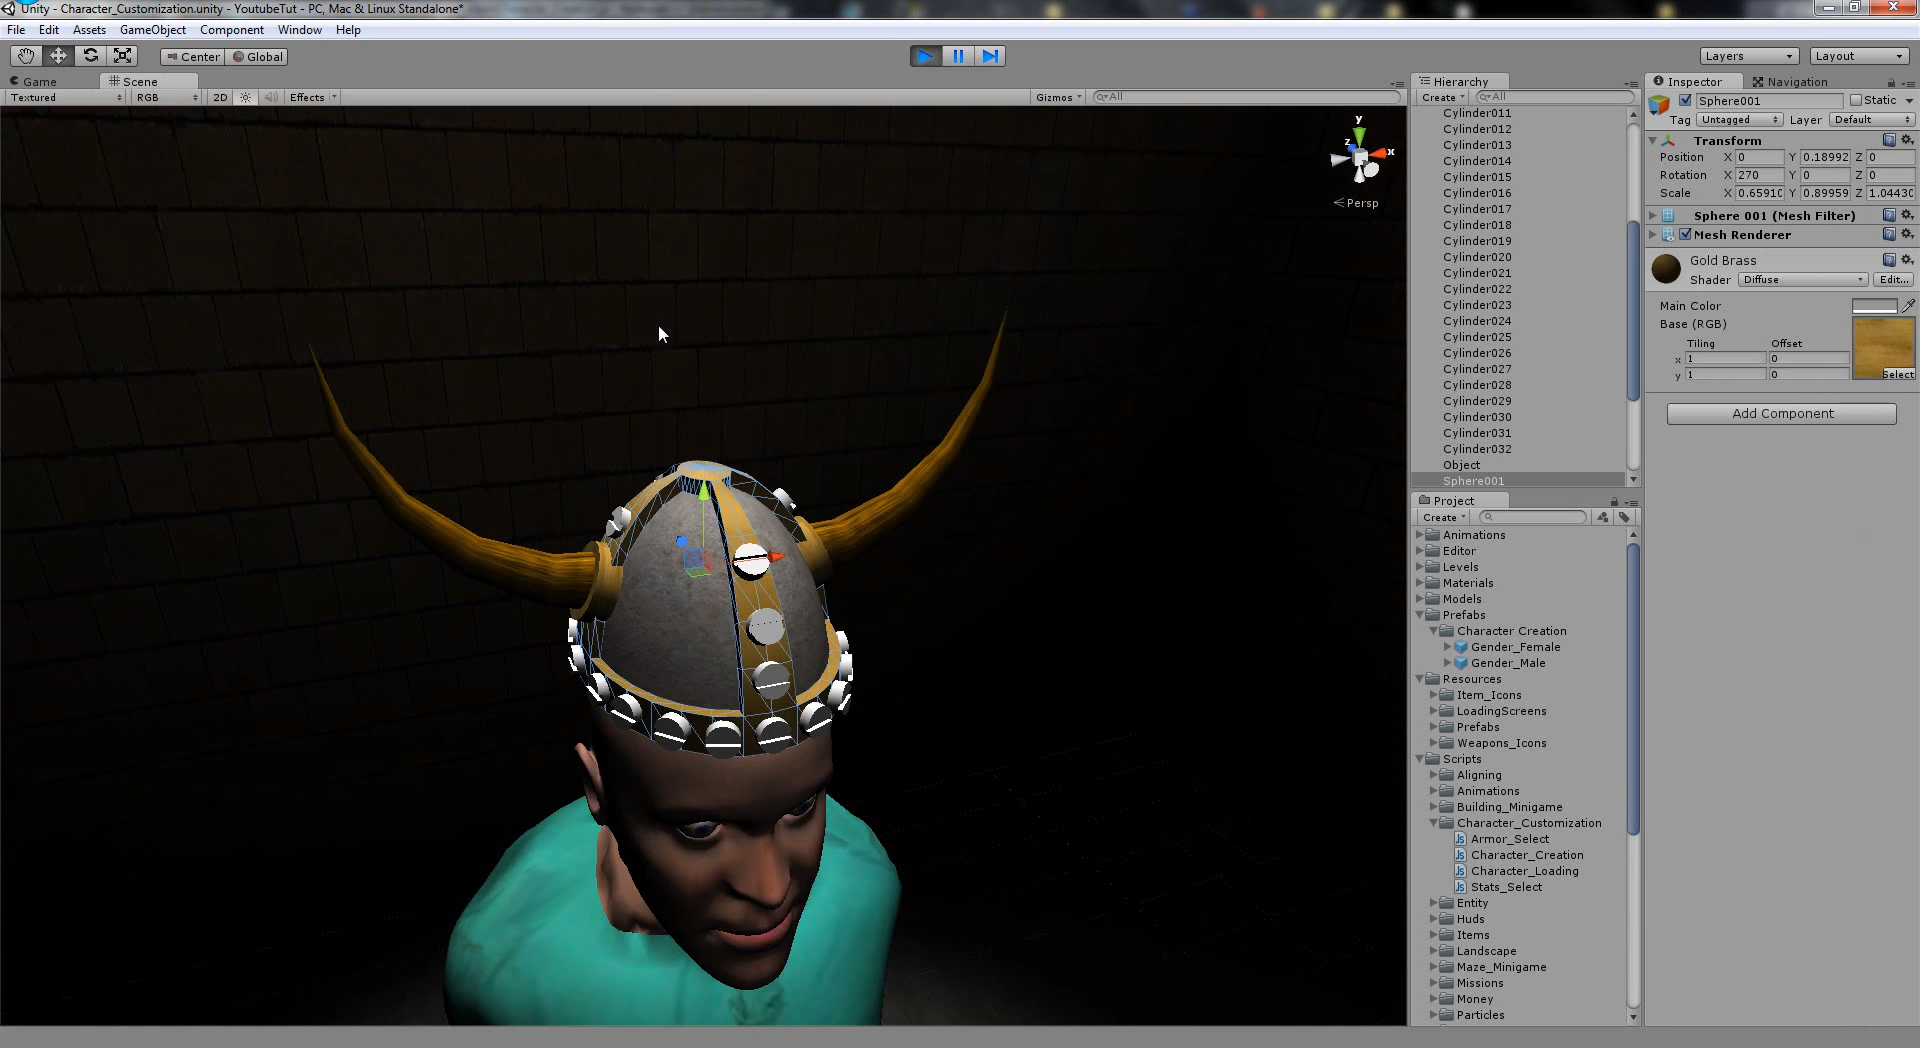 Unity - Character_Customization.unity - YoutubeTut - PC, Mac & Linux Standalone*
File Edit Assets GameObject Component Window Help
Center Global
Layers Layout
Game Scene
Textured RGB 2D Effects Gizmos All
y
z x
Persp
Hierarchy
Create All
Cylinder011
Cylinder012
Cylinder013
Cylinder014
Cylinder015
Cylinder016
Cylinder017
Cylinder018
Cylinder019
Cylinder020
Cylinder021
Cylinder022
Cylinder023
Cylinder024
Cylinder025
Cylinder026
Cylinder027
Cylinder028
Cylinder029
Cylinder030
Cylinder031
Cylinder032
Object
Sphere001
Project
Create
Animations
Editor
Levels
Materials
Models
Prefabs
Character Creation
Gender_Female
Gender_Male
Resources
Item_Icons
LoadingScreens
Prefabs
Weapons_Icons
Scripts
Aligning
Animations
Building_Minigame
Character_Customization
Js Armor_Select
Js Character_Creation
Js Character_Loading
Js Stats_Select
Entity
Huds
Items
Landscape
Maze_Minigame
Missions
Money
Particles
Inspector Navigation
Sphere001 Static
Tag Untagged Layer Default
Transform
Position X 0 Y 0.18992 Z 0
Rotation X 270 Y 0 Z 0
Scale X 0.6591 Y 0.89959 Z 1.0443
Sphere 001 (Mesh Filter)
Mesh Renderer
Gold Brass
Shader Diffuse Edit...
Main Color
Base (RGB)
Tiling Offset
x 1 0
y 1 0
Select
Add Component